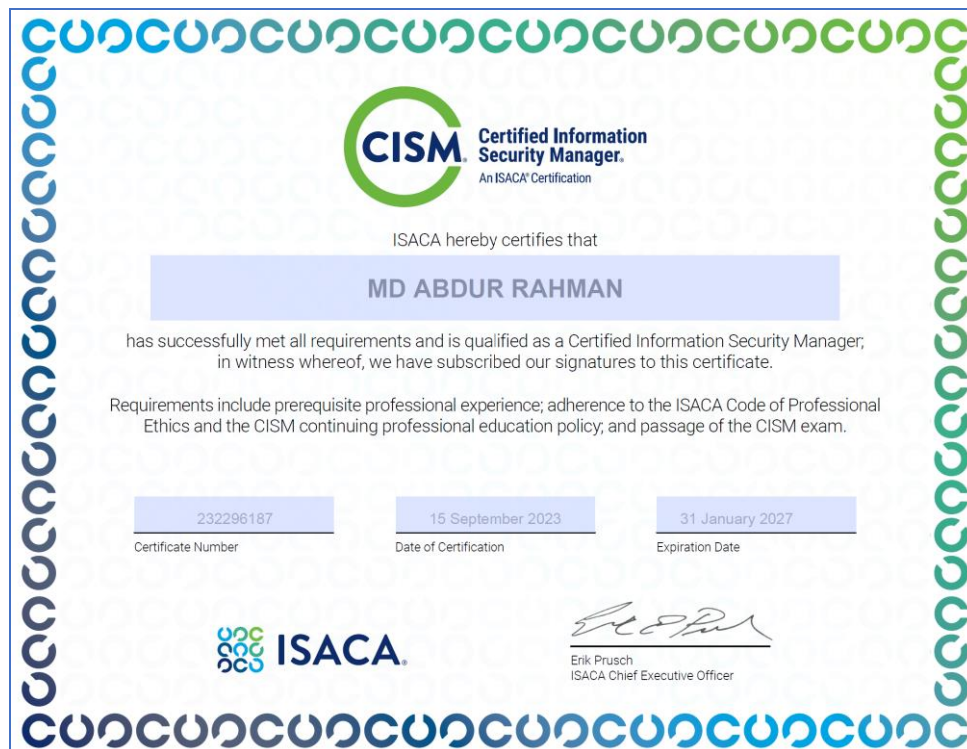 CISM®
Certified Information
Security Manager®
An ISACA® Certification
ISACA hereby certifies that
MD ABDUR RAHMAN
has successfully met all requirements and is qualified as a Certified Information Security Manager;
in witness whereof, we have subscribed our signatures to this certificate.
Requirements include prerequisite professional experience; adherence to the ISACA Code of Professional
Ethics and the CISM continuing professional education policy; and passage of the CISM exam.
232296187
Certificate Number
15 September 2023
Date of Certification
31 January 2027
Expiration Date
ISACA®
Erik Prusch
ISACA Chief Executive Officer